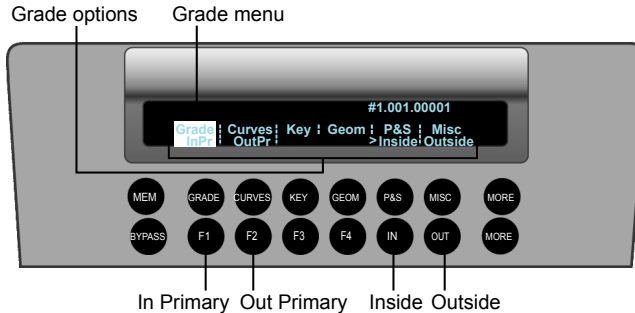 Grade options Grade menu
#1.001.00001
Grade Curves Key Geom P&S Misc
InPr OutPr >Inside Outside
MEM GRADE CURVES KEY GEOM P&S MISC MORE
BYPASS F1 F2 F3 F4 IN OUT MORE
In Primary Out Primary Inside Outside